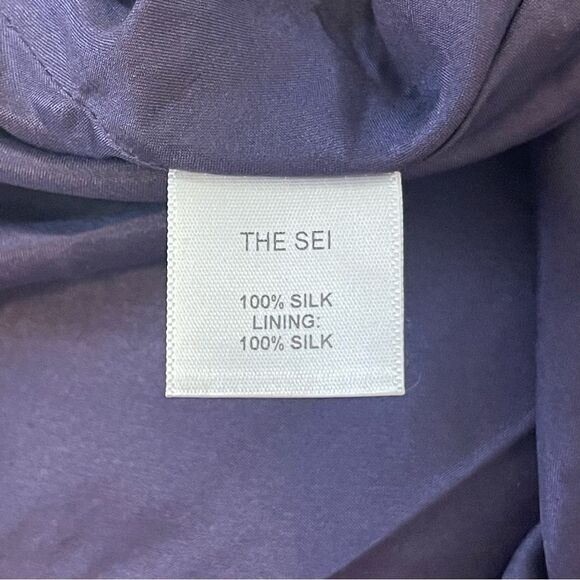 THE SEI
100% SILK
LINING:
100% SILK